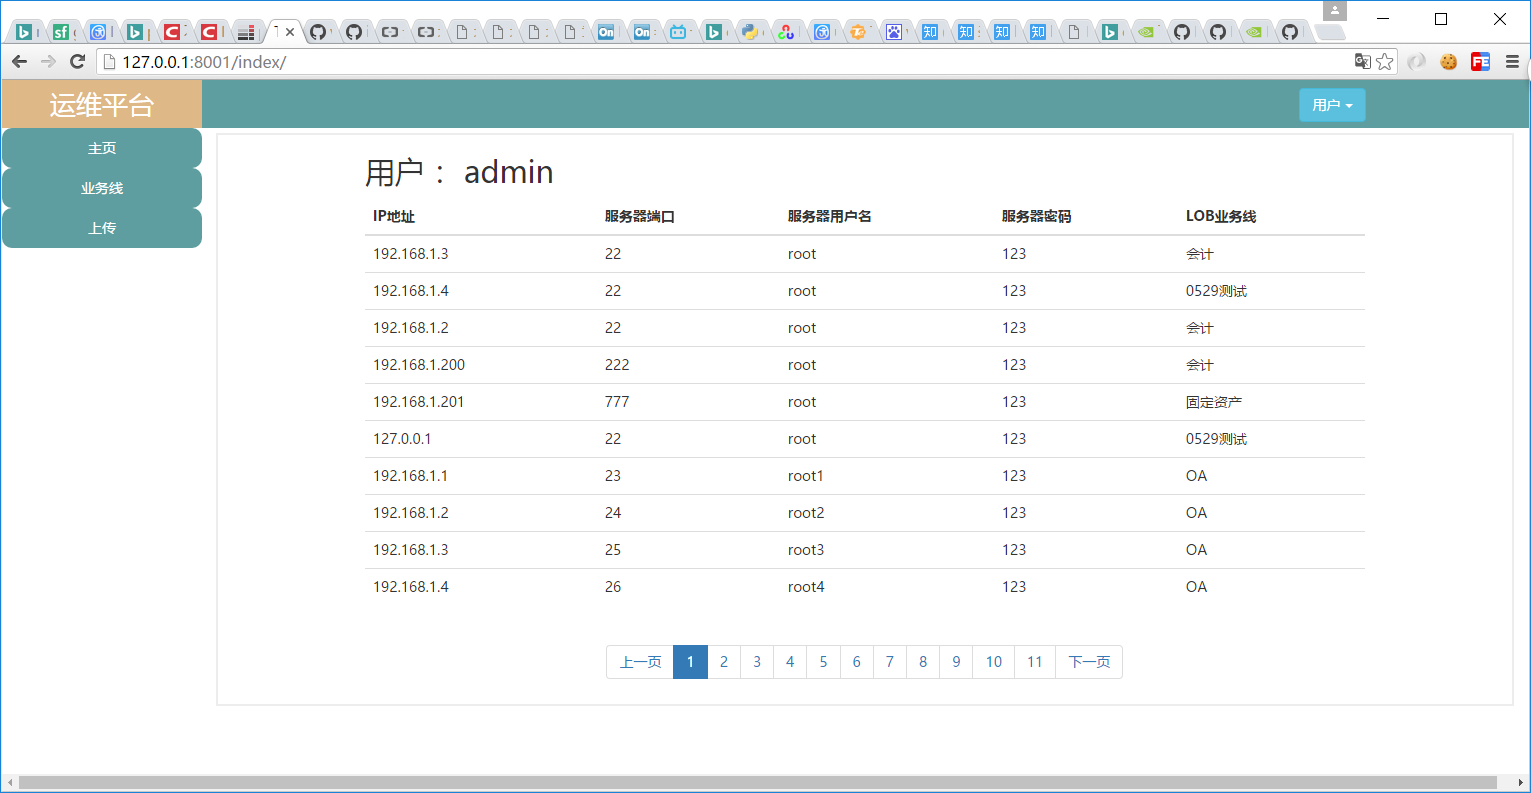 127.0.0.1:8001/index/
运维平台
用户
主页
业务线
上传
用户： admin
IP地址 服务器端口 服务器用户名 服务器密码 LOB业务线
192.168.1.3 22 root 123 会计
192.168.1.4 22 root 123 0529测试
192.168.1.2 22 root 123 会计
192.168.1.200 222 root 123 会计
192.168.1.201 777 root 123 固定资产
127.0.0.1 22 root 123 0529测试
192.168.1.1 23 root1 123 OA
192.168.1.2 24 root2 123 OA
192.168.1.3 25 root3 123 OA
192.168.1.4 26 root4 123 OA
上一页 1 2 3 4 5 6 7 8 9 10 11 下一页